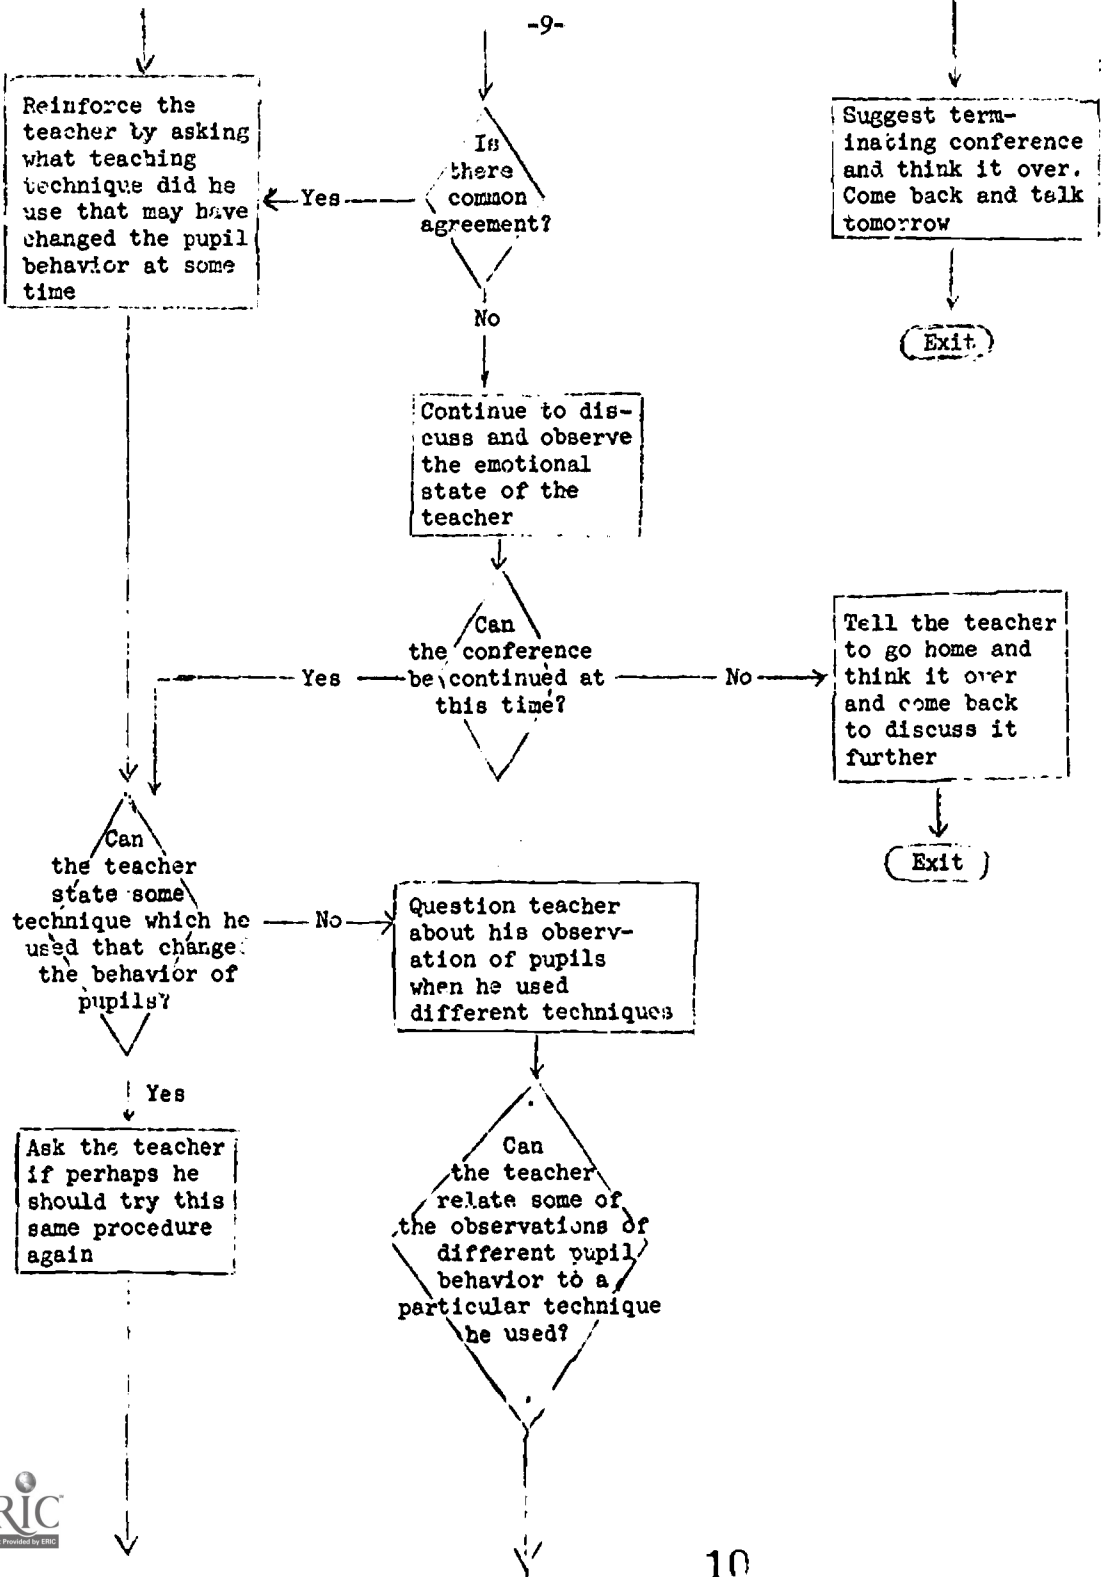 -9-
Reinforce the
teacher by asking
what teaching
technique did he
use that may have
changed the pupil
behavior at some
time
Yes
Is
there
common
agreement?
No
Suggest term-
inating conference
and think it over.
Come back and talk
tomorrow
Exit
Continue to dis-
cuss and observe
the emotional
state of the
teacher
Can
the conference
be continued at
this time?
Yes
No
Tell the teacher
to go home and
think it over
and come back
to discuss it
further
Exit
Can
the teacher
state some
technique which he
used that change
the behavior of
pupils?
No
Question teacher
about his observ-
ation of pupils
when he used
different techniques
Yes
Ask the teacher
if perhaps he
should try this
same procedure
again
Can
the teacher
relate some of
the observations of
different pupil
behavior to a
particular technique
he used?
RIC
Provided by ERIC
10